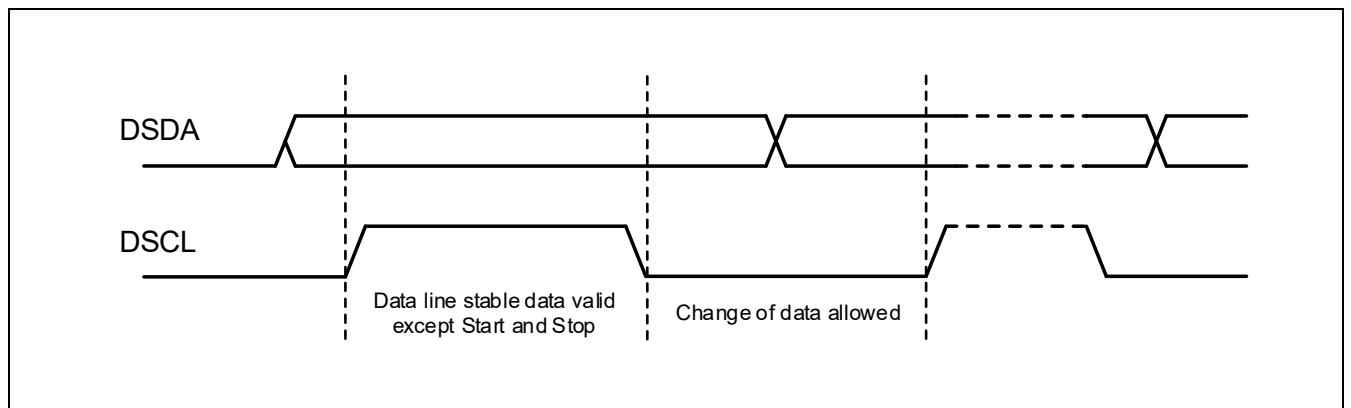 DSDA
DSCL
Data line stable data valid
except Start and Stop
Change of data allowed